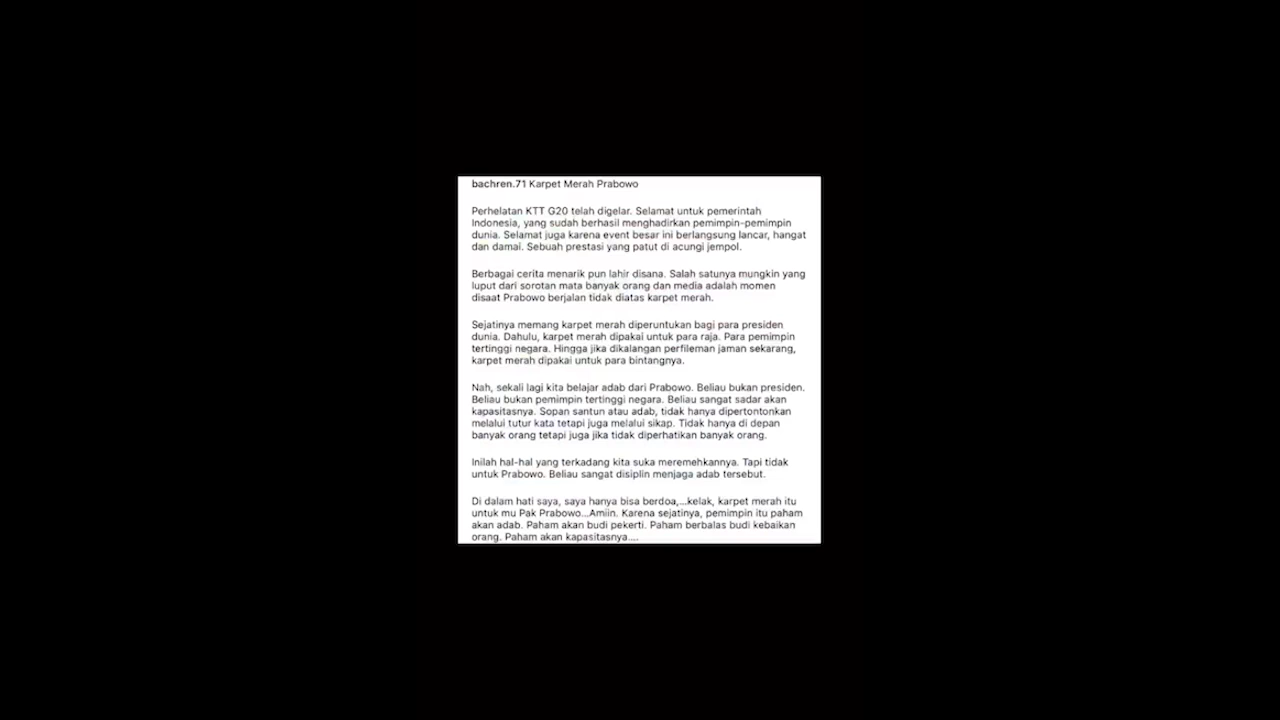 bachren.71 Karpet Merah Prabowo
Perhelatan KTT G20 telah digelar. Selamat untuk pemerintah
Indonesia, yang sudah berhasil menghadirkan pemimpin-pemimpin
dunia. Selamat juga karena event besar ini berlangsung lancar, hangat
dan damai. Sebuah prestasi yang patut di acungi jempol.
Berbagai cerita menarik pun lahir disana. Salah satunya mungkin yang
luput dari sorotan mata banyak orang dan media adalah momen
disaat Prabowo berjalan tidak diatas karpet merah.
Sejatinya memang karpet merah diperuntukan bagi para presiden
dunia. Dahulu, karpet merah dipakai untuk para raja. Para pemimpin
tertinggi negara. Hingga jika dikalangan perfileman jaman sekarang,
karpet merah dipakai untuk para bintangnya.
Nah, sekali lagi kita belajar adab dari Prabowo. Beliau bukan presiden.
Beliau bukan pemimpin tertinggi negara. Beliau sangat sadar akan
kapasitasnya. Sopan santun atau adab, tidak hanya dipertontonkan
melalui tutur kata tetapi juga melalui sikap. Tidak hanya di depan
banyak orang tetapi juga jika tidak diperhatikan banyak orang.
Inilah hal-hal yang terkadang kita suka meremehkannya. Tapi tidak
untuk Prabowo. Beliau sangat disiplin menjaga adab tersebut.
Di dalam hati saya, saya hanya bisa berdoa,...kelak, karpet merah itu
untuk mu Pak Prabowo...Amiin. Karena sejatinya, pemimpin itu paham
akan adab. Paham akan budi pekerti. Paham berbalas budi kebaikan
orang. Paham akan kapasitasnya....